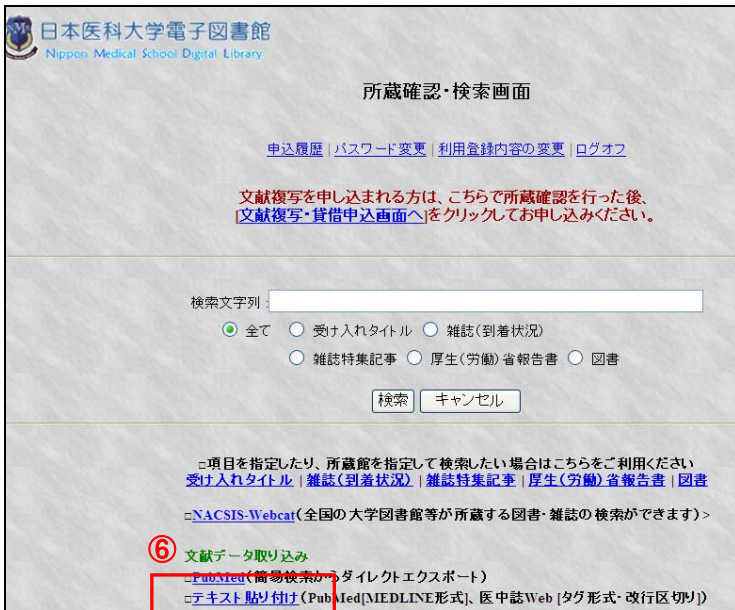 日本医科大学電子図書館
Nippon Medical School Digital Library
所蔵確認・検索画面
申込履歴 | パスワード変更 | 利用登録内容の変更 | ログオフ
文献複写を申し込まれる方は、こちらで所蔵確認を行った後、
[文献複写・貸借申込画面へ]をクリックしてお申し込みください。
検索文字列:
全て 受け入れタイトル 雑誌(到着状況)
雑誌特集記事 厚生(労働)省報告書 図書
検索 キャンセル
□項目を指定したり、所蔵館を指定して検索したい場合はこちらをご利用ください
受け入れタイトル | 雑誌(到着状況) | 雑誌特集記事 | 厚生(労働)省報告書 | 図書
□NACSIS-Webcat(全国の大学図書館等が所蔵する図書・雑誌の検索ができます)>
⑥ 文献データ取り込み
□PubMed(簡易検索からダイレクトエクスポート)
□テキスト貼り付け(PubMed[MEDLINE形式]、医中誌Web [タグ形式・改行区切り])